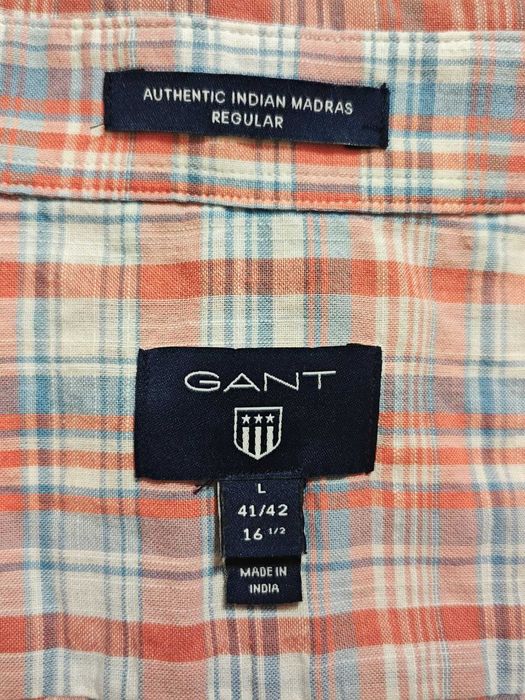 AUTHENTIC INDIAN MADRAS
REGULAR
GANT
L
41/42
16 1/2
MADE IN
INDIA